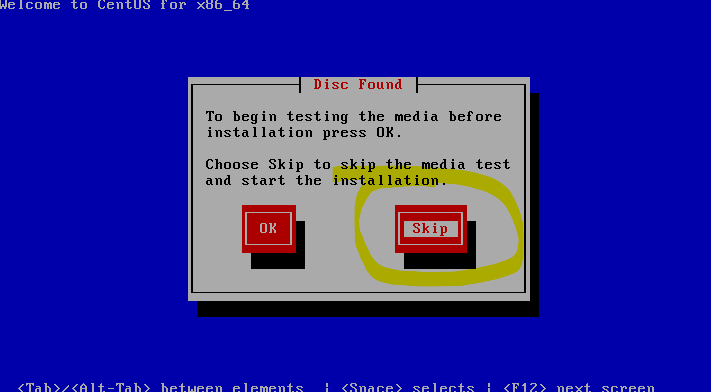 Welcome to CentOS for x86_64
Disc Found
To begin testing the media before
installation press OK.
Choose Skip to skip the media test
and start the installation.
OK Skip
<Tab>/<Alt-Tab> between elements | <Space> selects | <F12> next screen